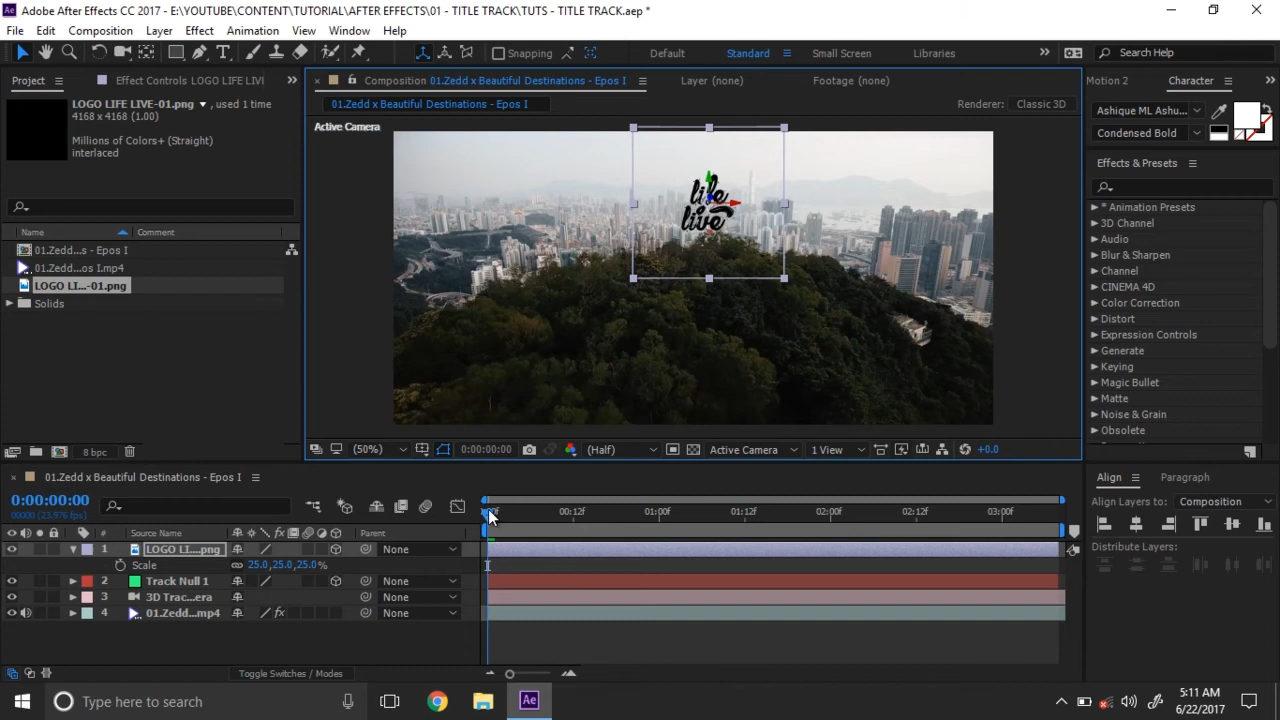 Adobe After Effects CC 2017 - E:\YOUTUBE\CONTENT\TUTORIAL\AFTER EFFECTS\01 - TITLE TRACK\TUTS - TITLE TRACK.aep *
File Edit Composition Layer Effect Animation View Window Help
Snapping Default Standard Small Screen Libraries Search Help
Project Effect Controls LOGO LIFE LIVI Composition 01.Zedd x Beautiful Destinations - Epos I Layer (none) Footage (none) Motion 2 Character
LOGO LIFE LIVE-01.png, used 1 time
4168 x 4168 (1.00)
Millions of Colors+ (Straight)
interlaced
01.Zedd x Beautiful Destinations - Epos I Renderer: Classic 3D
Active Camera
life
live
Ashique ML Ashu...
Condensed Bold
Effects & Presets
* Animation Presets
3D Channel
Audio
Blur & Sharpen
Channel
CINEMA 4D
Color Correction
Distort
Expression Controls
Generate
Keying
Magic Bullet
Matte
Noise & Grain
Obsolete
Name Comment
01.Zedd...s - Epos I
01.Zedd...os I.mp4
LOGO LI...-01.png
Solids
8 bpc
(50%) 0:00:00:00 (Half) Active Camera 1 View +0.0
01.Zedd x Beautiful Destinations - Epos I
0:00:00:00
00000 (23.976 fps)
00:12f 01:00f 01:12f 02:00f 02:12f 03:00f
# Source Name Parent
1 LOGO LI....png None
Scale 25.0,25.0,25.0%
2 Track Null 1 None
3 3D Trac...era None
4 01.Zedd...mp4 None
Toggle Switches / Modes
Align Paragraph
Align Layers to: Composition
Distribute Layers:
Type here to search
5:11 AM
6/22/2017